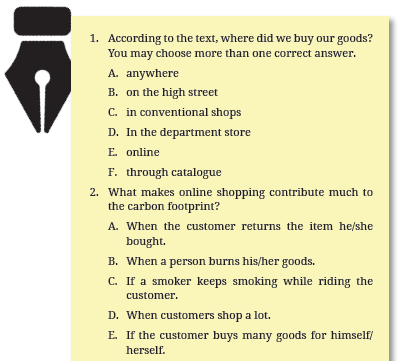 1. According to the text, where did we buy our goods?
You may choose more than one correct answer.
A. anywhere
B. on the high street
C. in conventional shops
D. In the department store
E. online
F. through catalogue
2. What makes online shopping contribute much to
the carbon footprint?
A. When the customer returns the item he/she
bought.
B. When a person burns his/her goods.
C. If a smoker keeps smoking while riding the
customer.
D. When customers shop a lot.
E. If the customer buys many goods for himself/
herself.